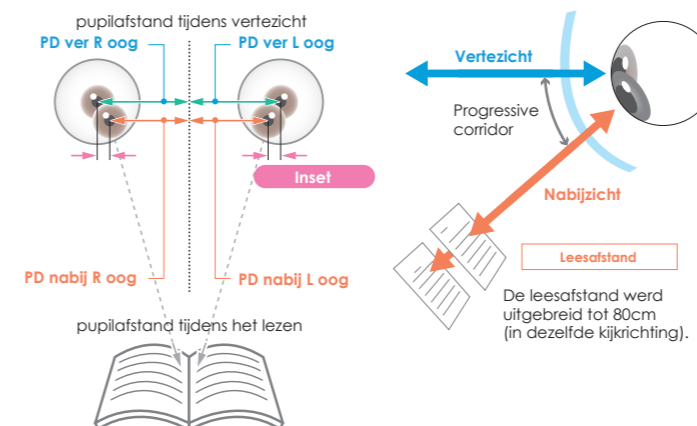 pupilafstand tijdens vertezicht
PD ver R oog
PD ver L oog
Inset
PD nabij R oog
PD nabij L oog
pupilafstand tijdens het lezen
Vertezicht
Progressive
corridor
Nabijzicht
Leesafstand
De leesafstand werd
uitgebreid tot 80cm
(in dezelfde kijkrichting).